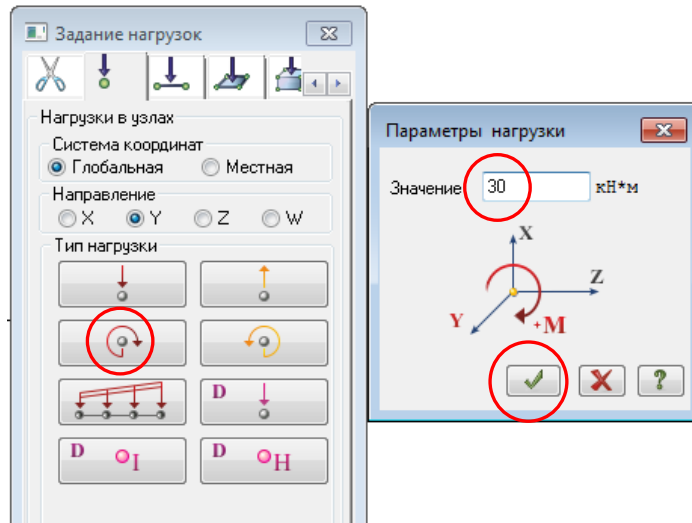 Задание нагрузок
Нагрузки в узлах
Система координат
Глобальная Местная
Направление
X Y Z W
Тип нагрузки
D
D I D H
Параметры нагрузки
Значение 30 кН*м
X
Z
Y +M
?